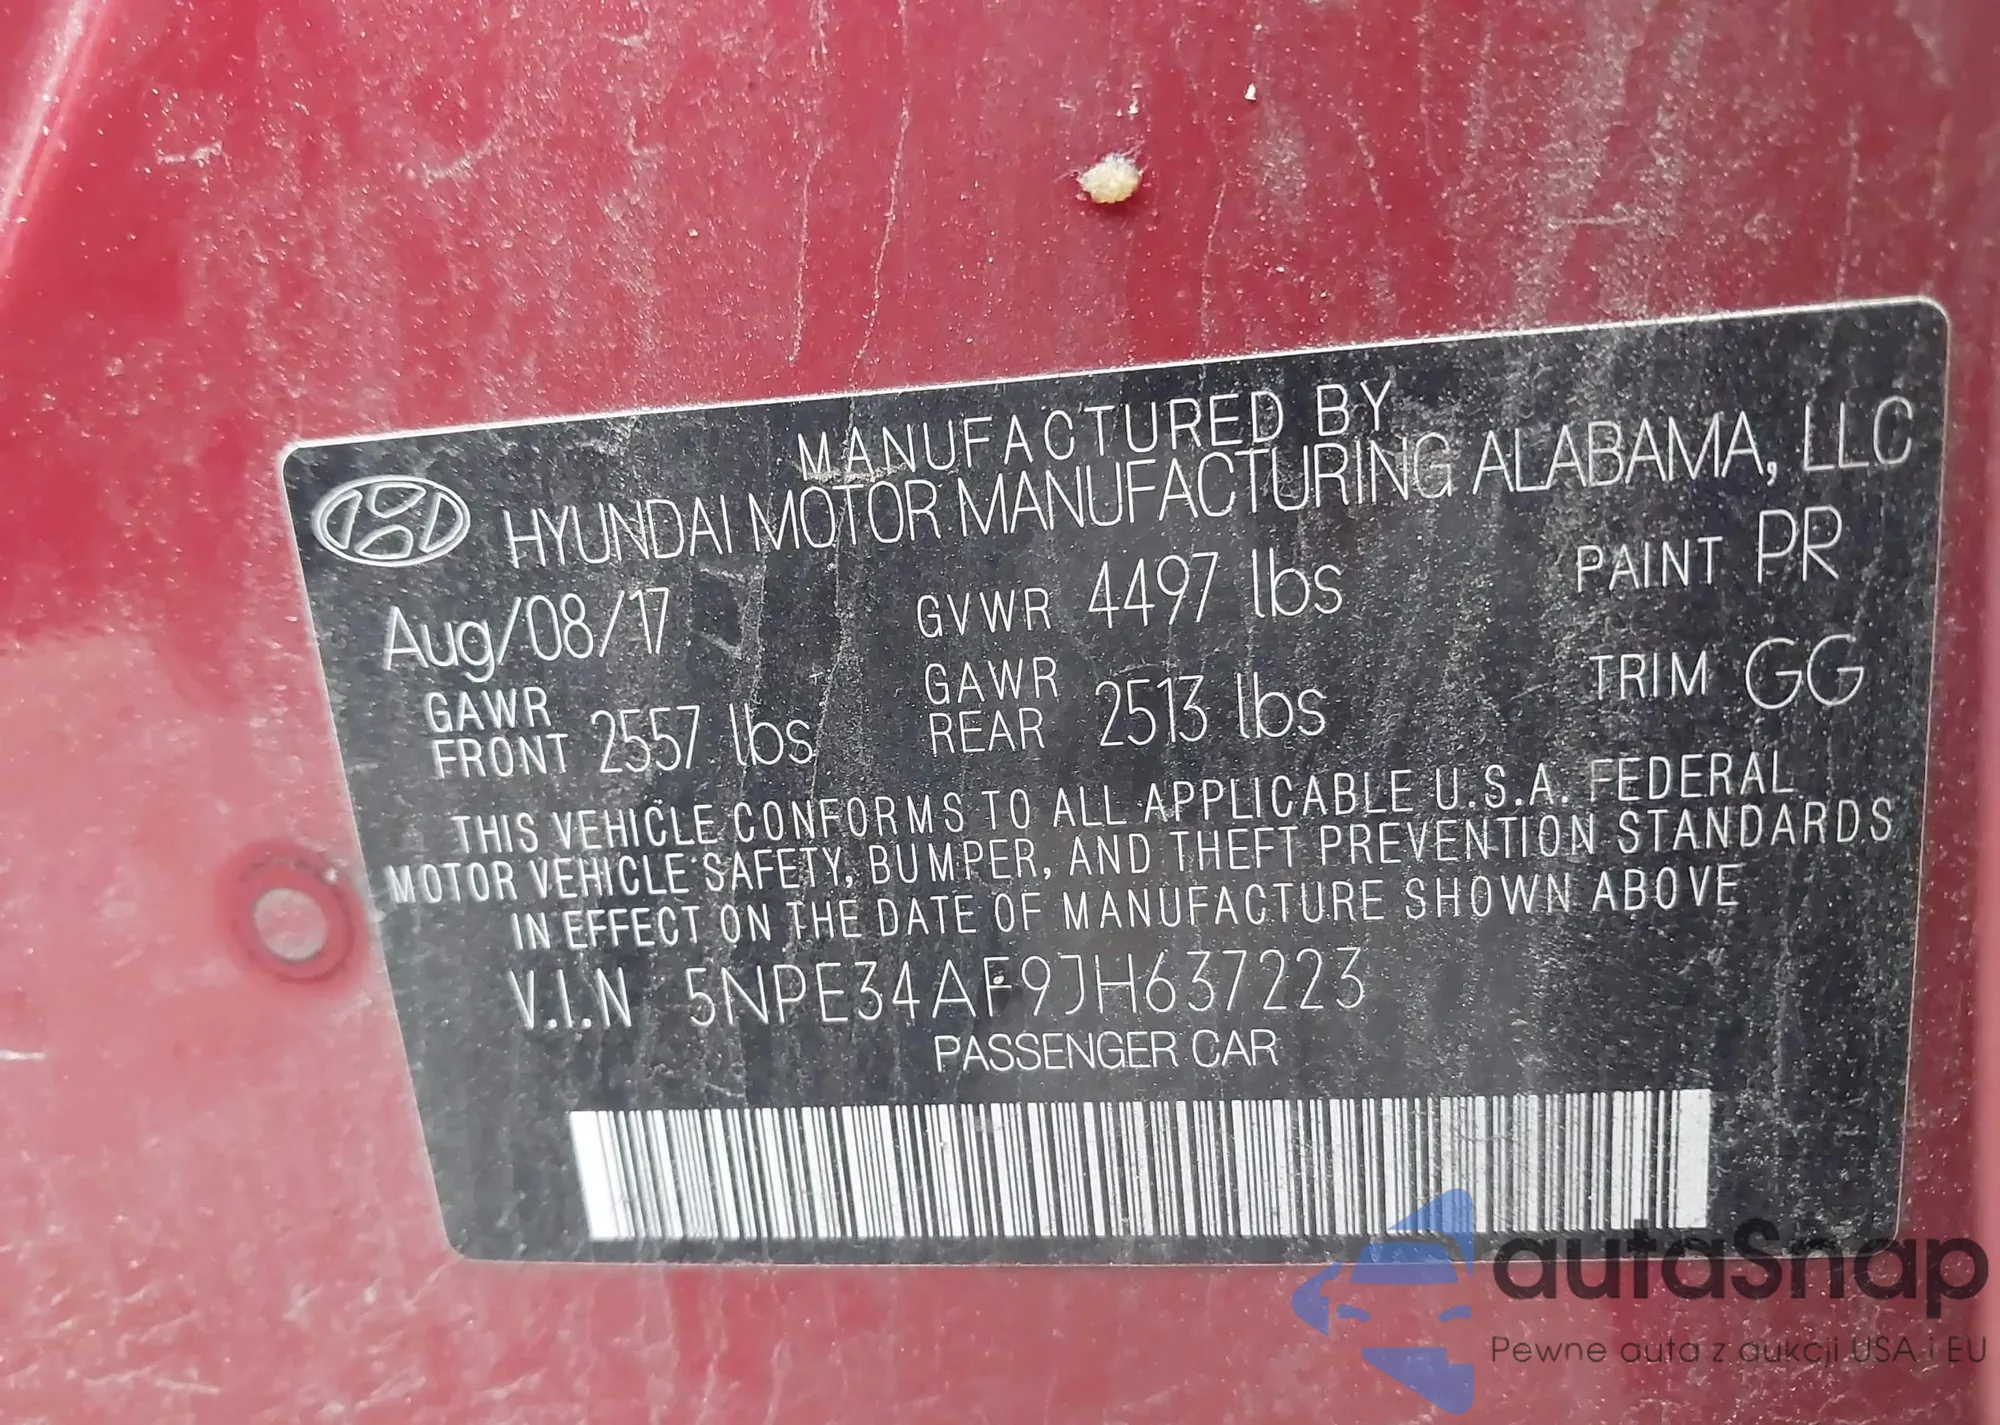 MANUFACTURED BY
HYUNDAI MOTOR MANUFACTURING ALABAMA, LLC
Aug/08/17 GVWR 4497 lbs PAINT PR
GAWR FRONT 2557 lbs GAWR REAR 2513 lbs TRIM GG
THIS VEHICLE CONFORMS TO ALL APPLICABLE U.S.A. FEDERAL
MOTOR VEHICLE SAFETY, BUMPER, AND THEFT PREVENTION STANDARDS
IN EFFECT ON THE DATE OF MANUFACTURE SHOWN ABOVE
V.I.N 5NPE34AF9JH637223
PASSENGER CAR
autaSnap
Pewne auta z aukcji USA i EU